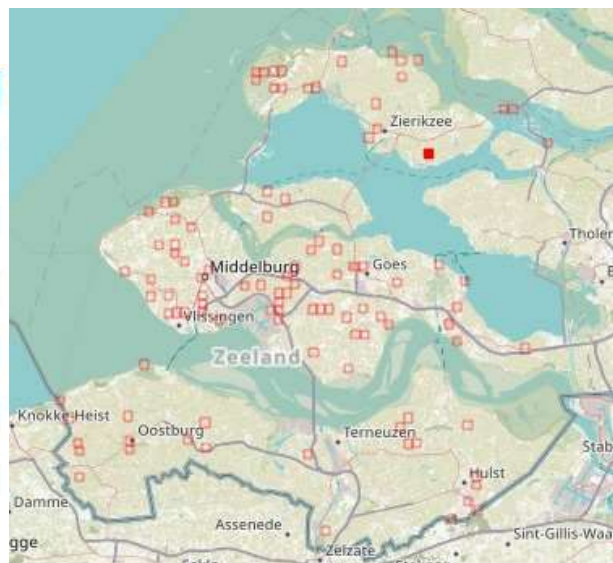 Zierikzee
Tholen
Middelburg
Goes
Vlissingen
Zeeland
Knokke-Heist
Oostburg
Terneuzen
Stab
Hulst
Damme
Assenede
gge
Sint-Gillis-Waa
Zelzate